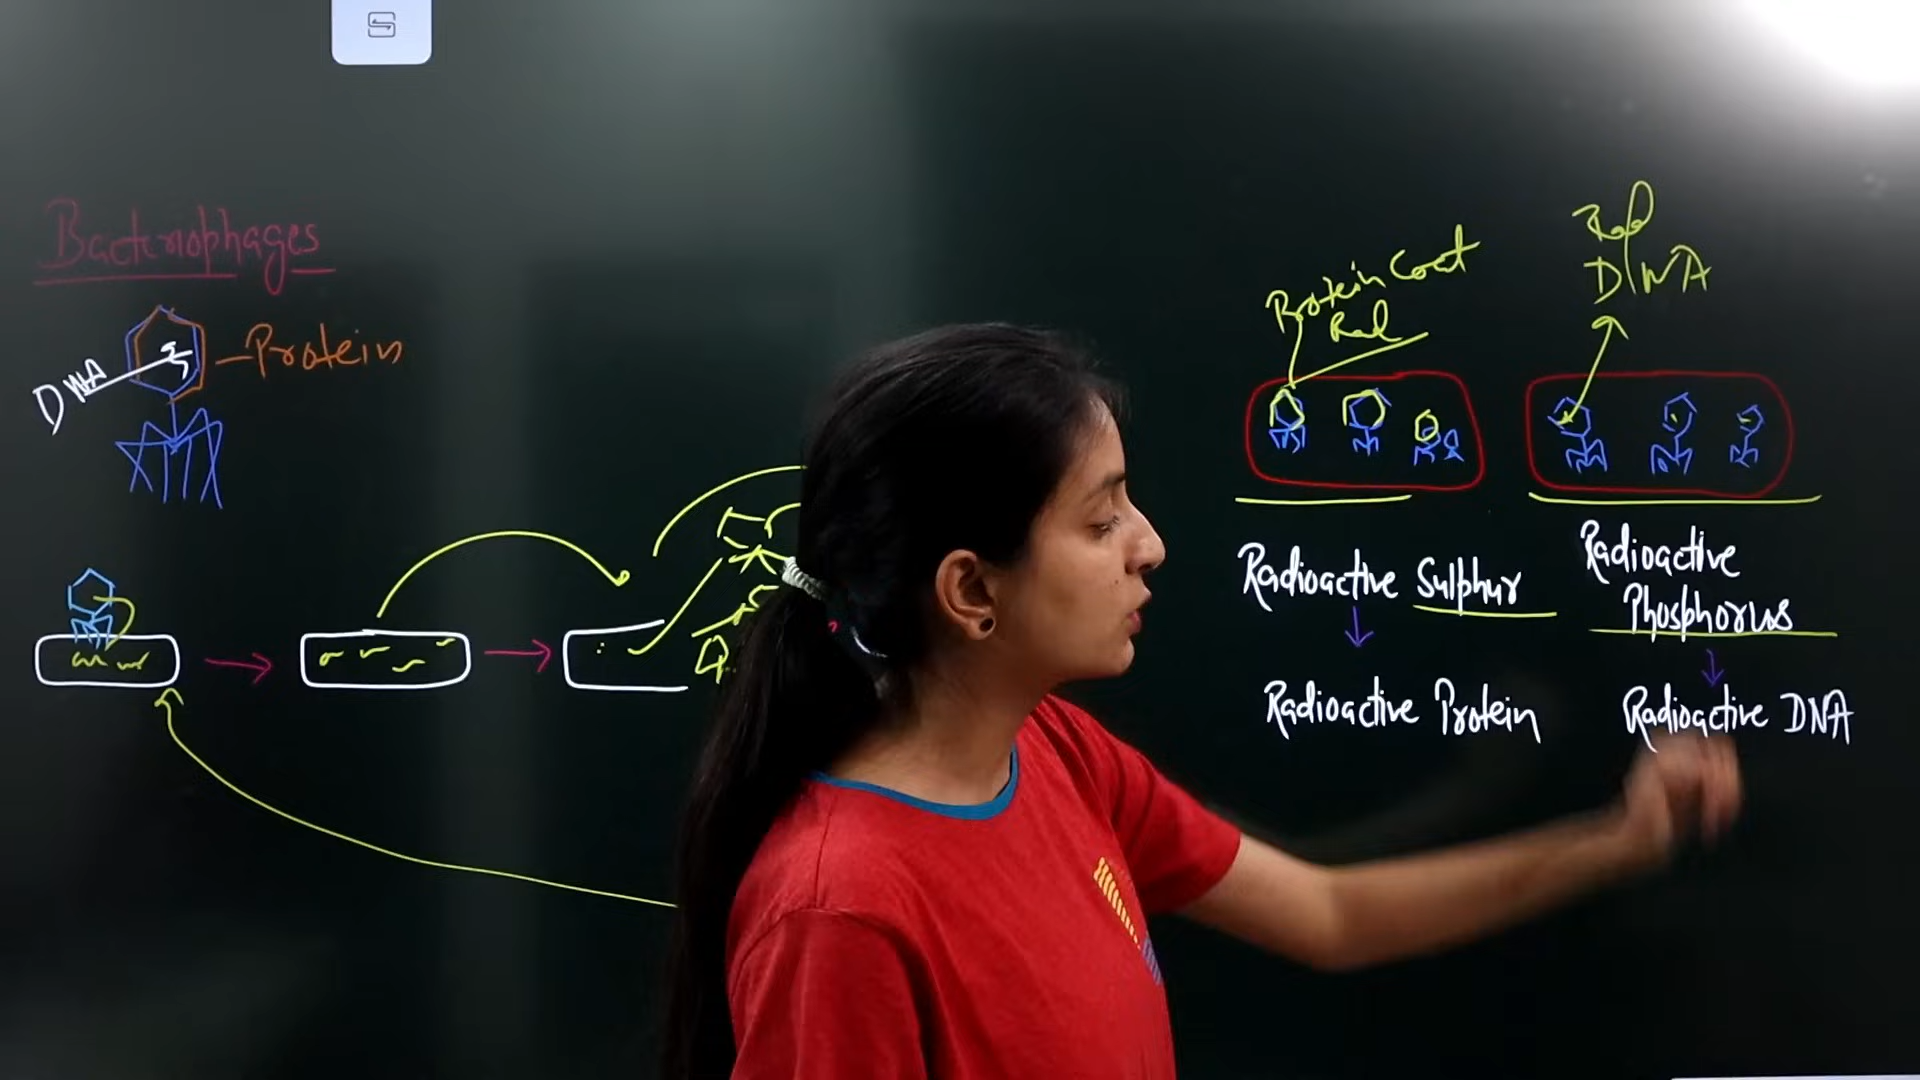 Bacteriophages
DNA
Protein
Protein Coat
Rad
Rad
DNA
Radioactive Sulphur
Radioactive Protein
Radioactive
Phosphorus
Radioactive DNA